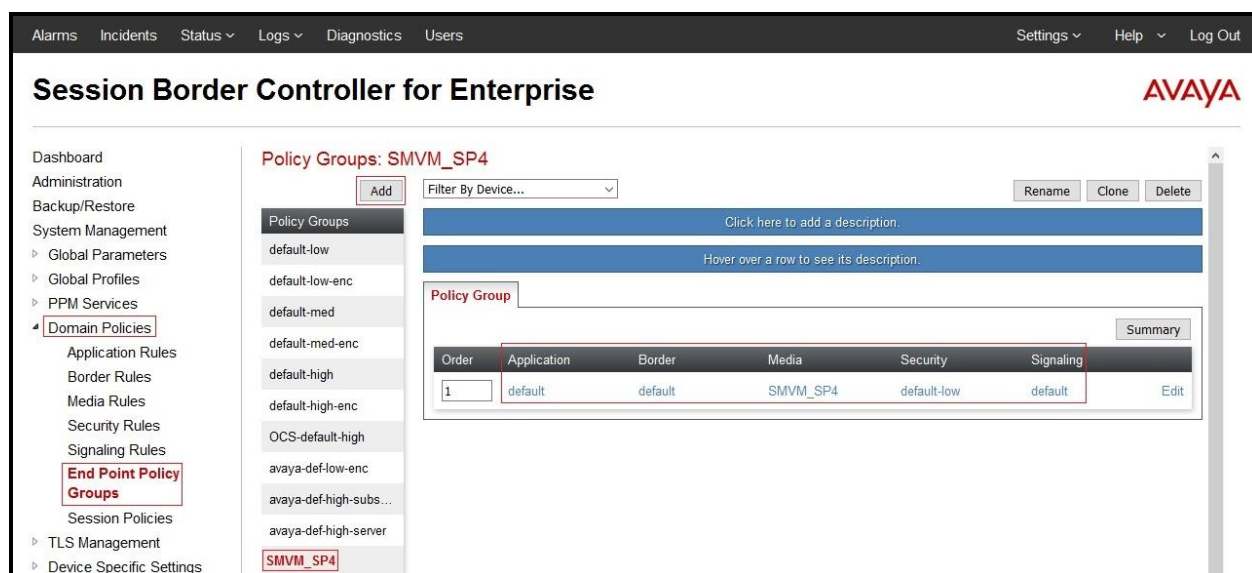 Alarms Incidents Status Logs Diagnostics Users Settings Help Log Out
Session Border Controller for Enterprise
AVAYA
Dashboard
Administration
Backup/Restore
System Management
Global Parameters
Global Profiles
PPM Services
Domain Policies
Application Rules
Border Rules
Media Rules
Security Rules
Signaling Rules
End Point Policy
Groups
Session Policies
TLS Management
Device Specific Settings
Policy Groups: SMVM_SP4
Add
Policy Groups
default-low
default-low-enc
default-med
default-med-enc
default-high
default-high-enc
OCS-default-high
avaya-def-low-enc
avaya-def-high-subs...
avaya-def-high-server
SMVM_SP4
Filter By Device...
Rename Clone Delete
Click here to add a description.
Hover over a row to see its description.
Policy Group
Summary
Order Application Border Media Security Signaling
1 default default SMVM_SP4 default-low default Edit